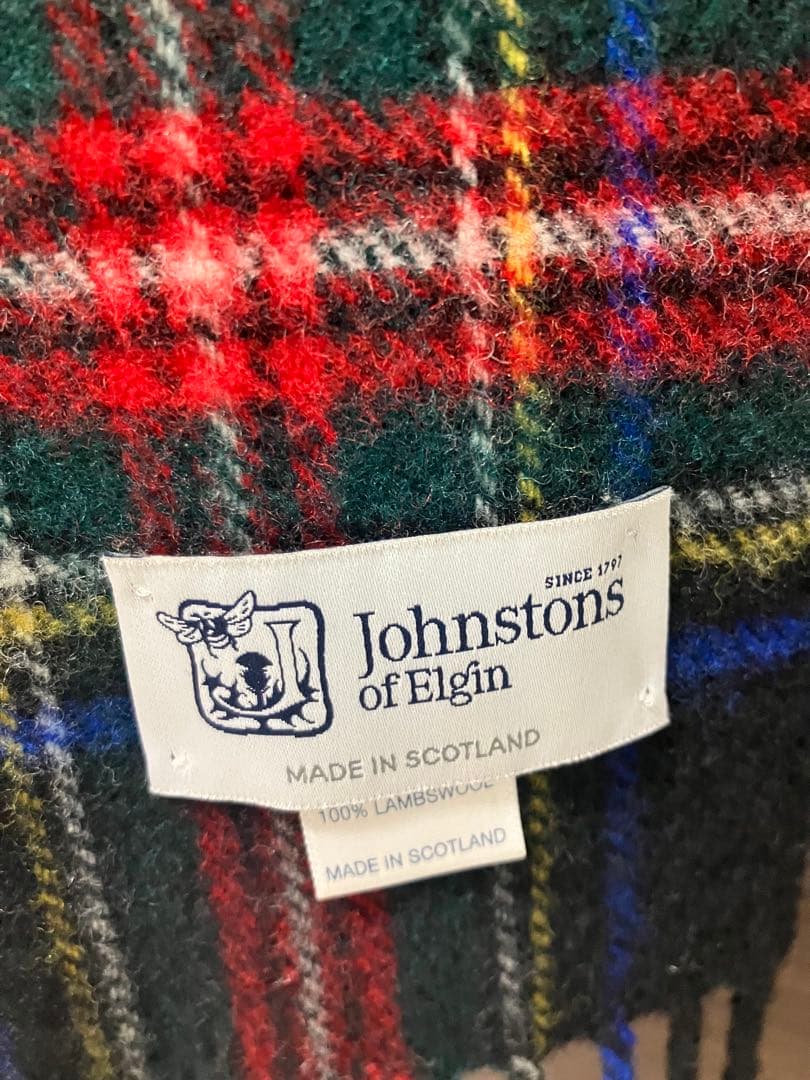 SINCE 1797
Johnstons
of Elgin
MADE IN SCOTLAND
100% LAMBSWOOL
MADE IN SCOTLAND